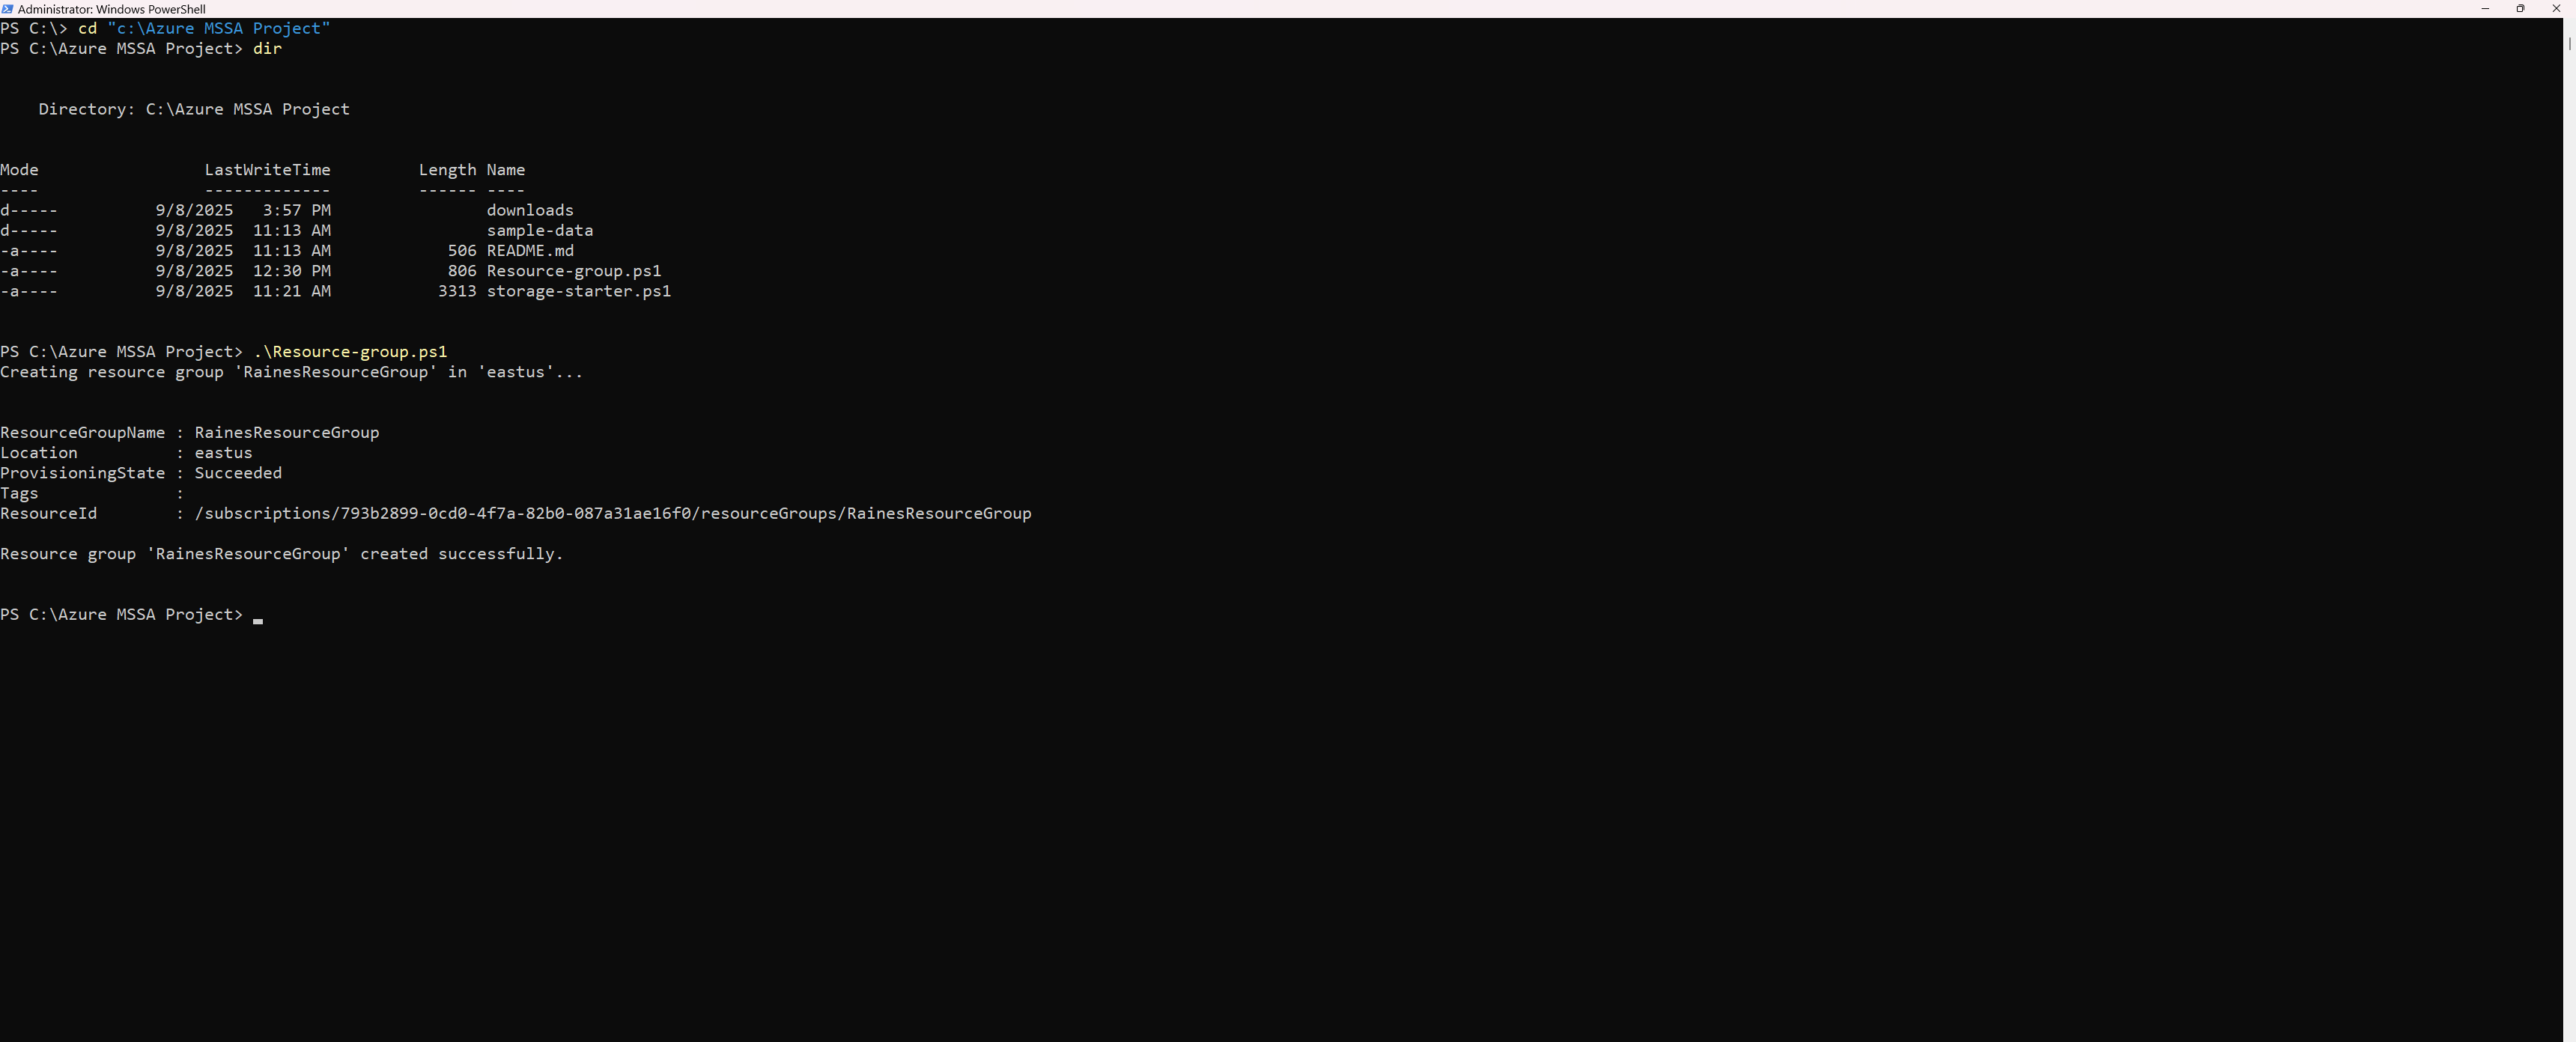 Administrator: Windows PowerShell
PS C:\> cd "c:\Azure MSSA Project"
PS C:\Azure MSSA Project> dir
Directory: C:\Azure MSSA Project
Mode LastWriteTime Length Name
---- ------------- ------ ----
d----- 9/8/2025 3:57 PM downloads
d----- 9/8/2025 11:13 AM sample-data
-a---- 9/8/2025 11:13 AM 506 README.md
-a---- 9/8/2025 12:30 PM 806 Resource-group.ps1
-a---- 9/8/2025 11:21 AM 3313 storage-starter.ps1
PS C:\Azure MSSA Project> .\Resource-group.ps1
Creating resource group 'RainesResourceGroup' in 'eastus'...
ResourceGroupName : RainesResourceGroup
Location : eastus
ProvisioningState : Succeeded
Tags :
ResourceId : /subscriptions/793b2899-0cd0-4f7a-82b0-087a31ae16f0/resourceGroups/RainesResourceGroup
Resource group 'RainesResourceGroup' created successfully.
PS C:\Azure MSSA Project>